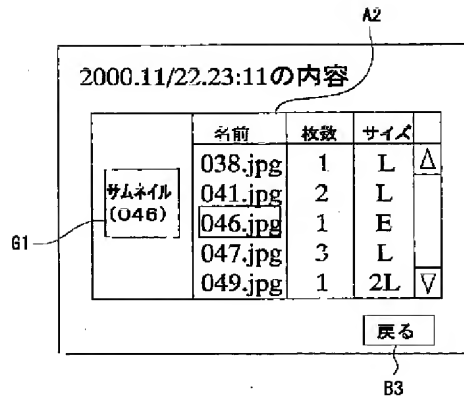 A2
2000.11/22.23:11の内容
名前 枚数 サイズ
038.jpg 1 L
041.jpg 2 L
サムネイル
(046)
046.jpg 1 E
G1
047.jpg 3 L
049.jpg 1 2L
戻る
B3